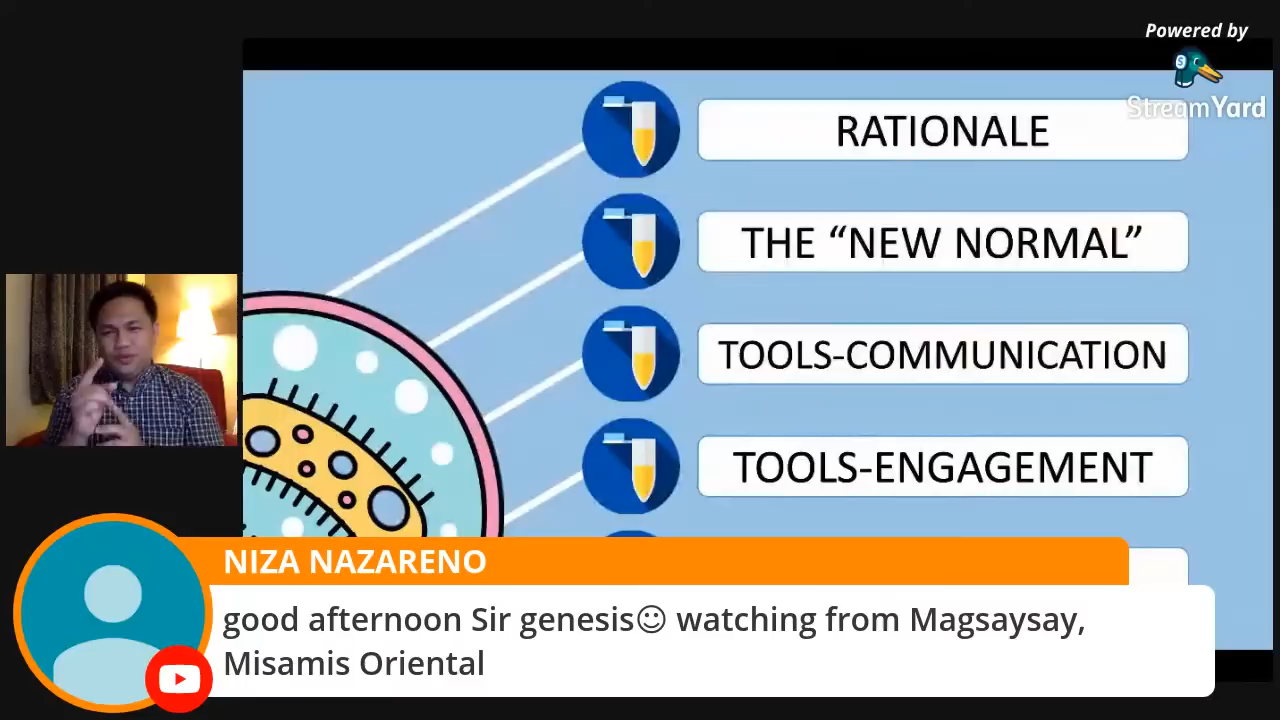 Powered by
StreamYard
RATIONALE
THE “NEW NORMAL”
TOOLS-COMMUNICATION
TOOLS-ENGAGEMENT
NIZA NAZARENO
good afternoon Sir genesis☺ watching from Magsaysay,
Misamis Oriental